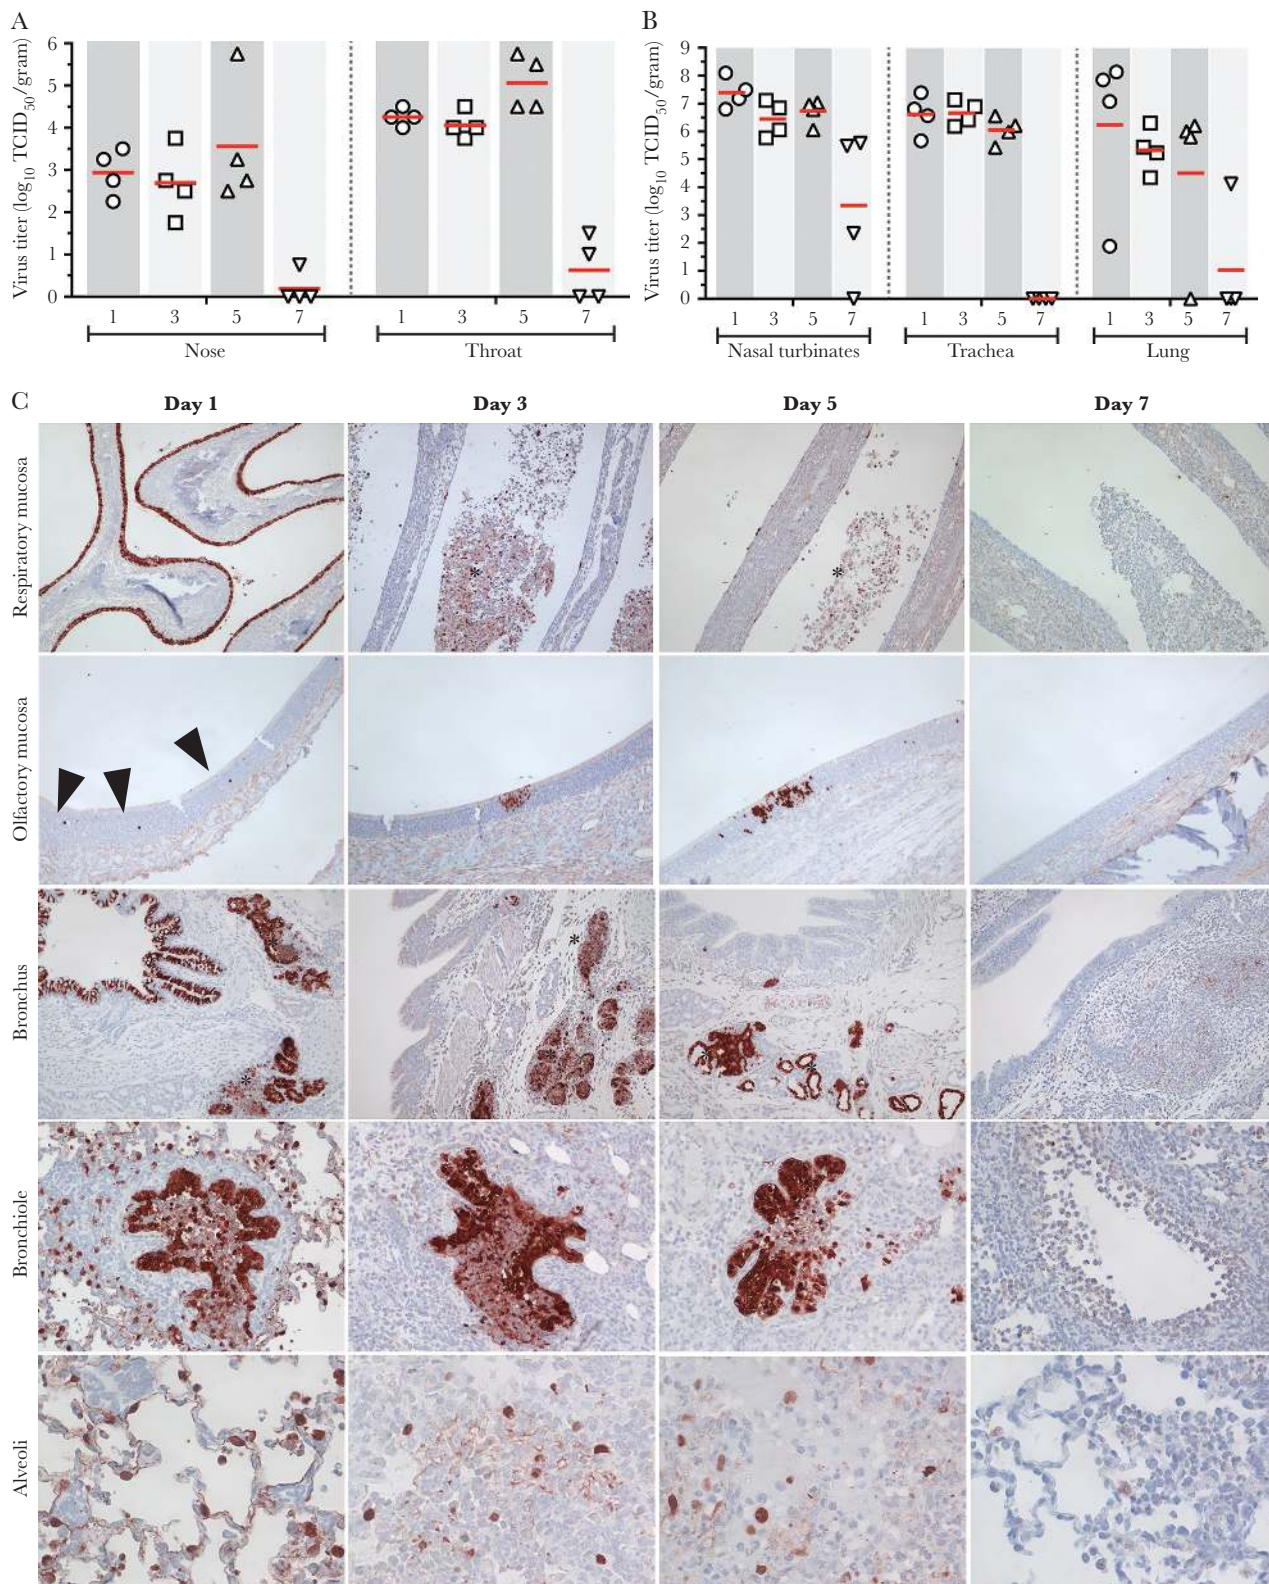 A
Virus titer (log10 TCID50/gram)
6
5
4
3
2
1
0
1 3 5 7 1 3 5 7
Nose Throat
B
Virus titer (log10 TCID50/gram)
9
8
7
6
5
4
3
2
1
0
1 3 5 7 1 3 5 7 1 3 5 7
Nasal turbinates Trachea Lung
C
Day 1 Day 3 Day 5 Day 7
Respiratory mucosa
* *
Olfactory mucosa
Bronchus
* * * * * *
Bronchiole
Alveoli